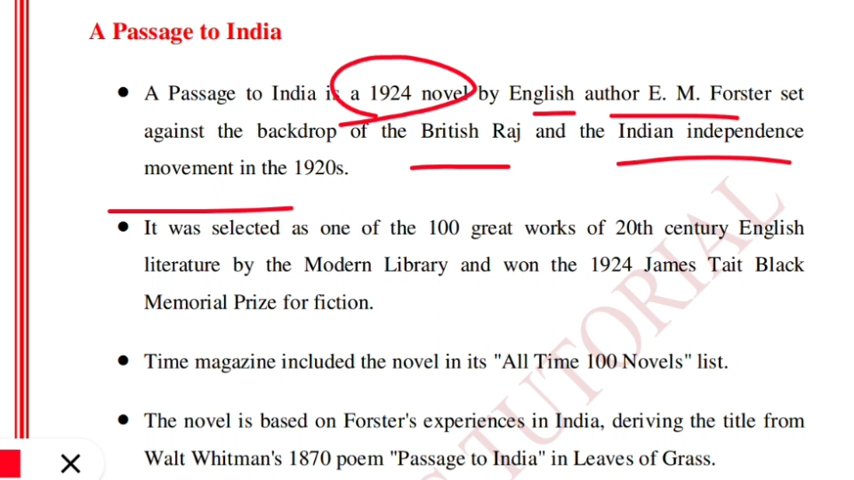 A Passage to India
● A Passage to India is a 1924 novel by English author E. M. Forster set
against the backdrop of the British Raj and the Indian independence
movement in the 1920s.
● It was selected as one of the 100 great works of 20th century English
literature by the Modern Library and won the 1924 James Tait Black
Memorial Prize for fiction.
● Time magazine included the novel in its "All Time 100 Novels" list.
● The novel is based on Forster's experiences in India, deriving the title from
Walt Whitman's 1870 poem "Passage to India" in Leaves of Grass.
TUTORIAL